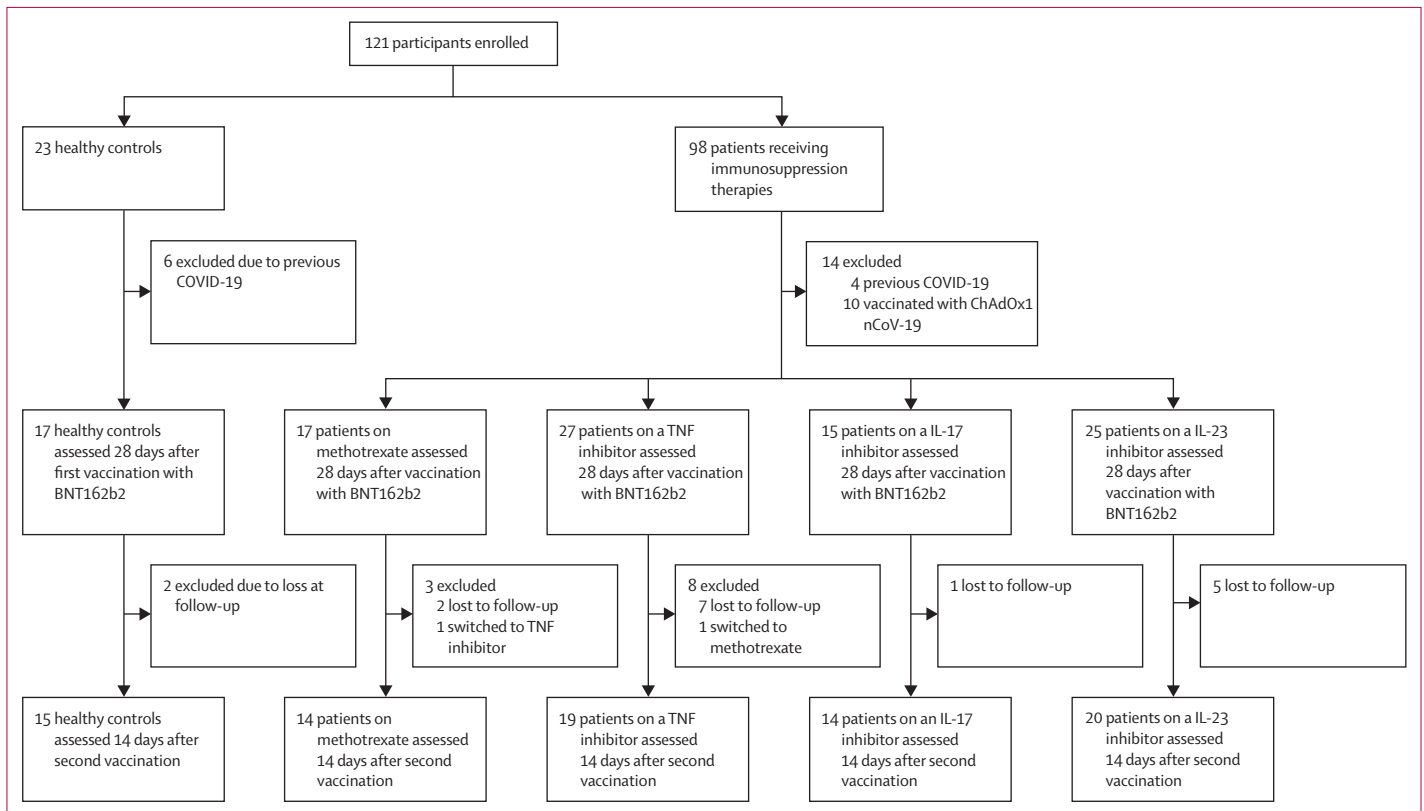 121 participants enrolled
23 healthy controls
98 patients receiving
immunosuppression
therapies
6 excluded due to previous
COVID-19
14 excluded
4 previous COVID-19
10 vaccinated with ChAdOx1
nCoV-19
17 healthy controls
assessed 28 days after
first vaccination with
BNT162b2
17 patients on
methotrexate assessed
28 days after vaccination
with BNT162b2
27 patients on a TNF
inhibitor assessed
28 days after vaccination
with BNT162b2
15 patients on a IL-17
inhibitor assessed
28 days after vaccination
with BNT162b2
25 patients on a IL-23
inhibitor assessed
28 days after
vaccination with
BNT162b2
2 excluded due to loss at
follow-up
3 excluded
2 lost to follow-up
1 switched to TNF
inhibitor
8 excluded
7 lost to follow-up
1 switched to
methotrexate
1 lost to follow-up
5 lost to follow-up
15 healthy controls
assessed 14 days after
second vaccination
14 patients on
methotrexate assessed
14 days after second
vaccination
19 patients on a TNF
inhibitor assessed
14 days after second
vaccination
14 patients on an IL-17
inhibitor assessed
14 days after second
vaccination
20 patients on a IL-23
inhibitor assessed
14 days after second
vaccination